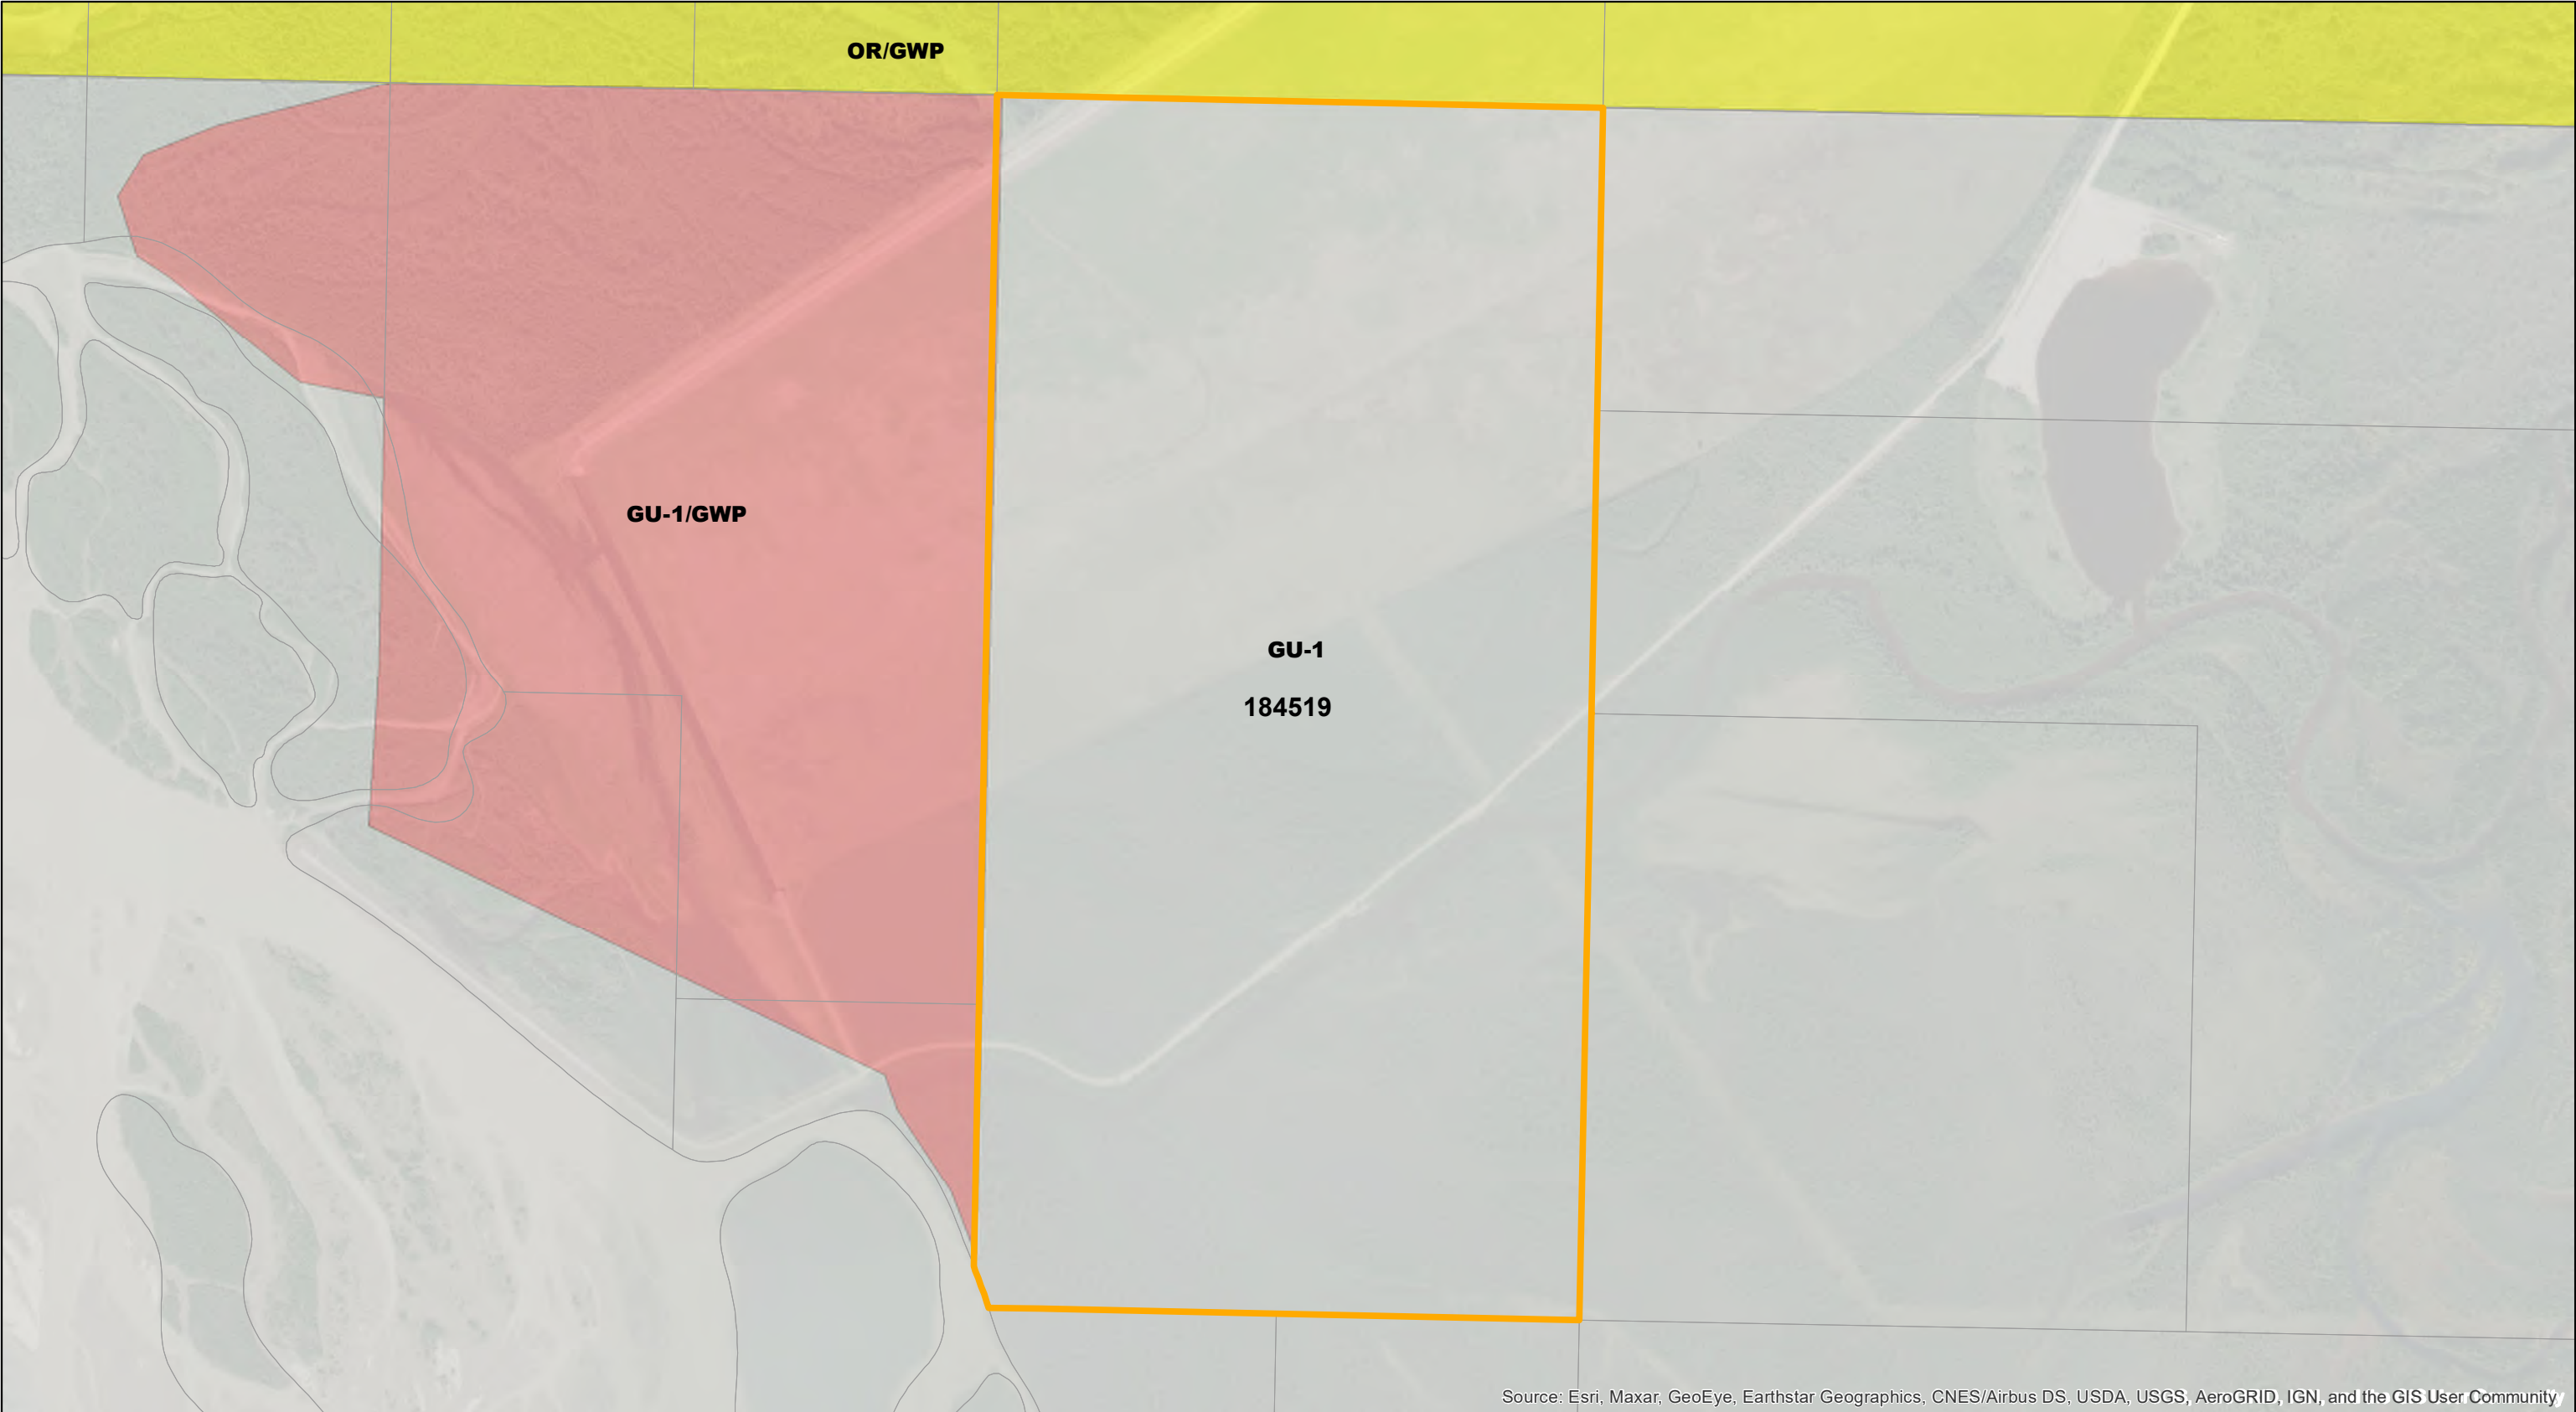 OR/GWP
GU-1/GWP
GU-1
184519
Source: Esri, Maxar, GeoEye, Earthstar Geographics, CNES/Airbus DS, USDA, USGS, AeroGRID, IGN, and the GIS User Community